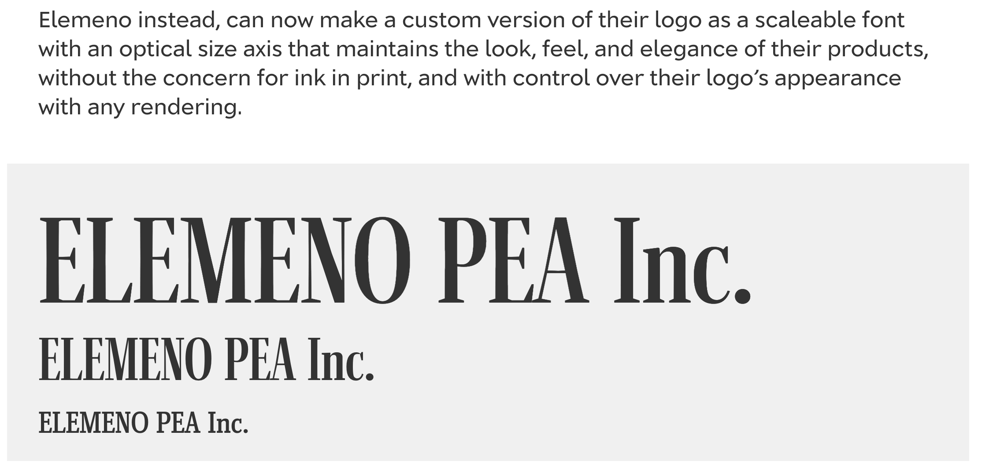 Elemeno instead, can now make a custom version of their logo as a scaleable font
with an optical size axis that maintains the look, feel, and elegance of their products,
without the concern for ink in print, and with control over their logo’s appearance
with any rendering.
ELEMENO PEA Inc.
ELEMENO PEA Inc.
ELEMENO PEA Inc.